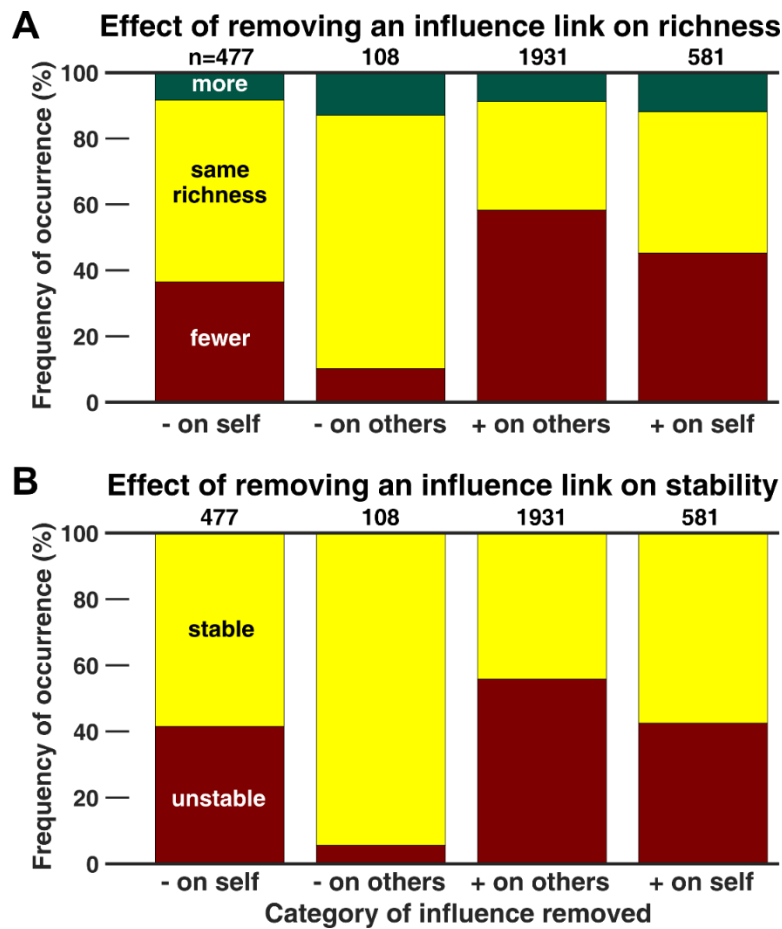 A Effect of removing an influence link on richness
n=477 108 1931 581
Frequency of occurrence (%)
100
80
60
40
20
0
more
same
richness
fewer
- on self - on others + on others + on self
B Effect of removing an influence link on stability
477 108 1931 581
Frequency of occurrence (%)
100
80
60
40
20
0
stable
unstable
- on self - on others + on others + on self
Category of influence removed